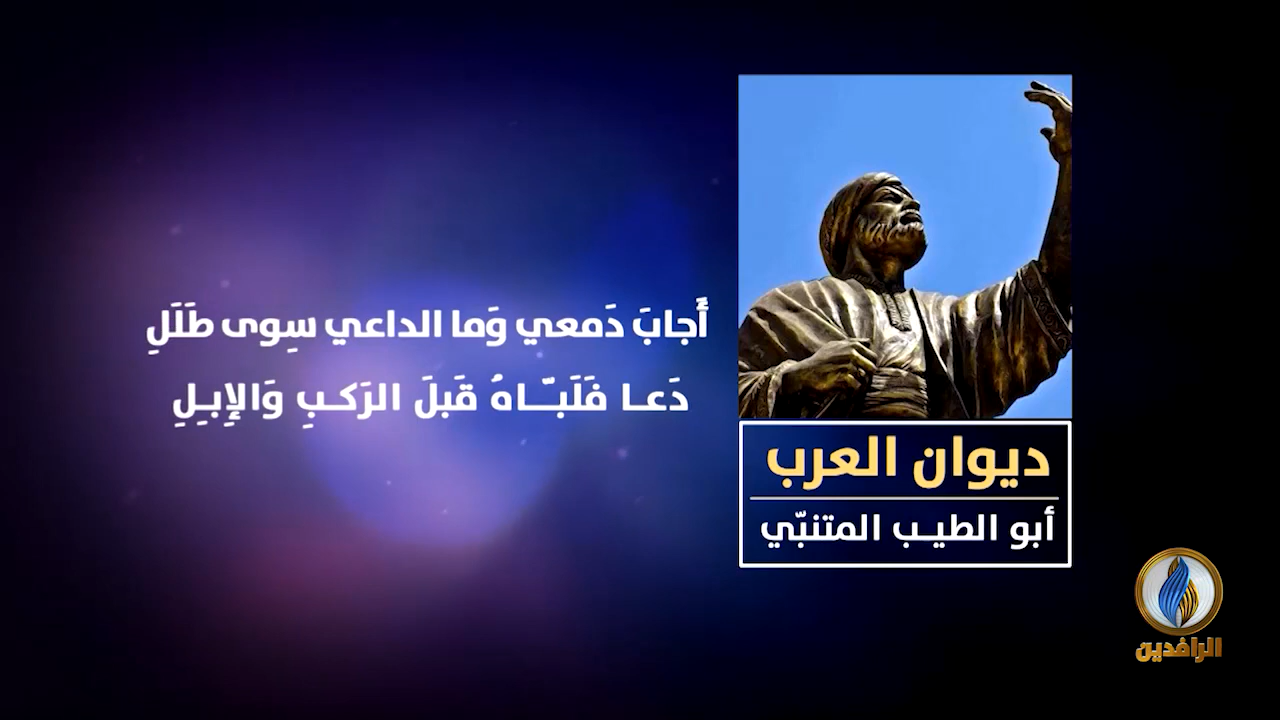 أَجابَ دَمعي وَما الداعي سِوى طَلَلِ
دَعا فَلَبّاهُ قَبلَ الرَكبِ وَالإِبِلِ
ديوان العرب
أبو الطيب المتنبّي
الرافدين